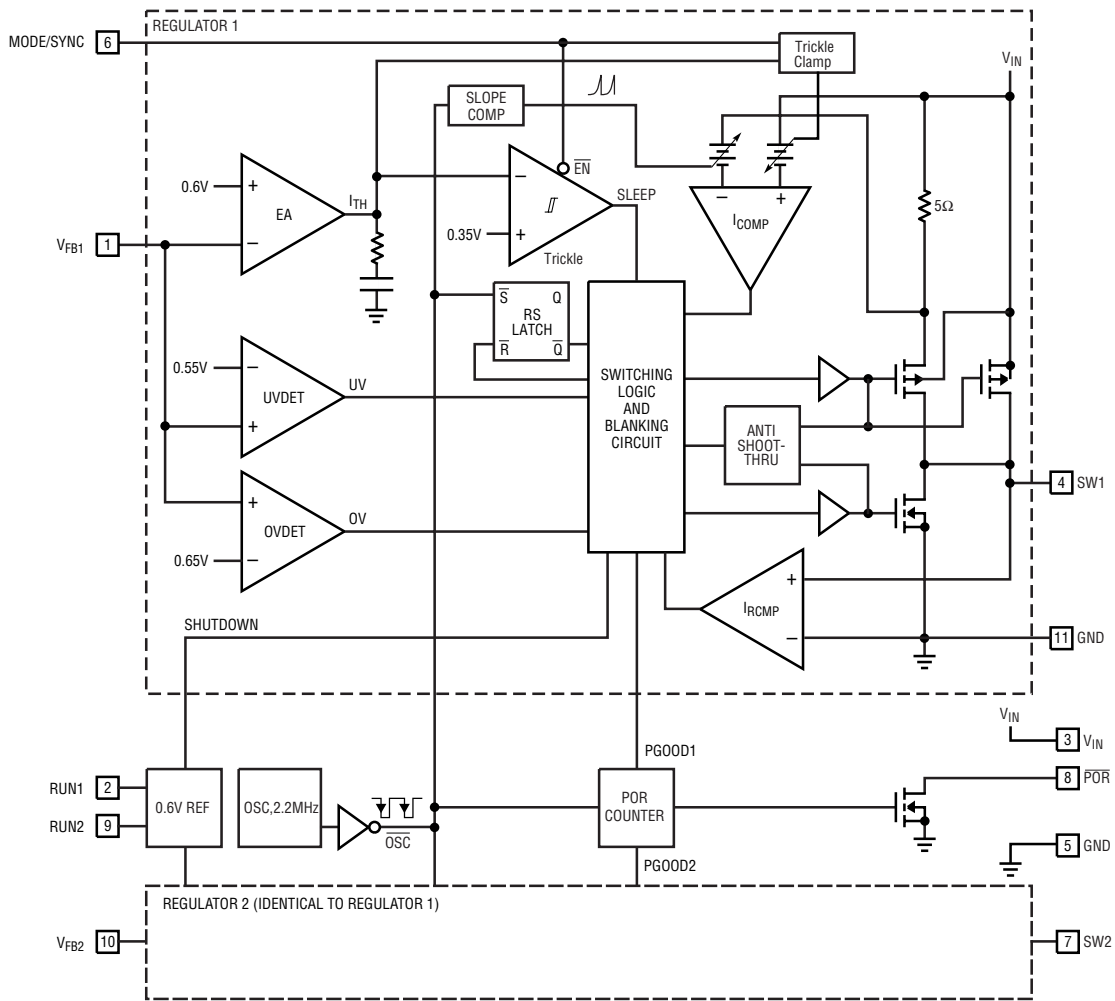 REGULATOR 1
MODE/SYNC 6
Trickle
Clamp
VIN
SLOPE
COMP
EN
0.6V
+
EA
−
ITH
VFB1 1
−
SLEEP
0.35V
+
Trickle
−
+
ICOMP
5Ω
S
Q
RS
LATCH
R
Q
0.55V
−
UVDET
+
UV
SWITCHING
LOGIC
AND
BLANKING
CIRCUIT
ANTI
SHOOT-
THRU
4 SW1
+
OVDET
0.65V
−
OV
+
IRCMP
−
SHUTDOWN
11 GND
VIN
3 VIN
PGOOD1
RUN1 2
RUN2 9
0.6V REF
OSC,2.2MHz
OSC
POR
COUNTER
8 POR
5 GND
PGOOD2
REGULATOR 2 (IDENTICAL TO REGULATOR 1)
VFB2 10
7 SW2